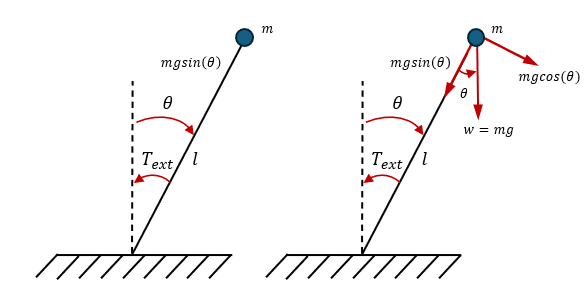 m
mgsin(θ)
θ
T_ext
l
m
mgsin(θ)
mgcos(θ)
θ
θ
w = mg
T_ext
l